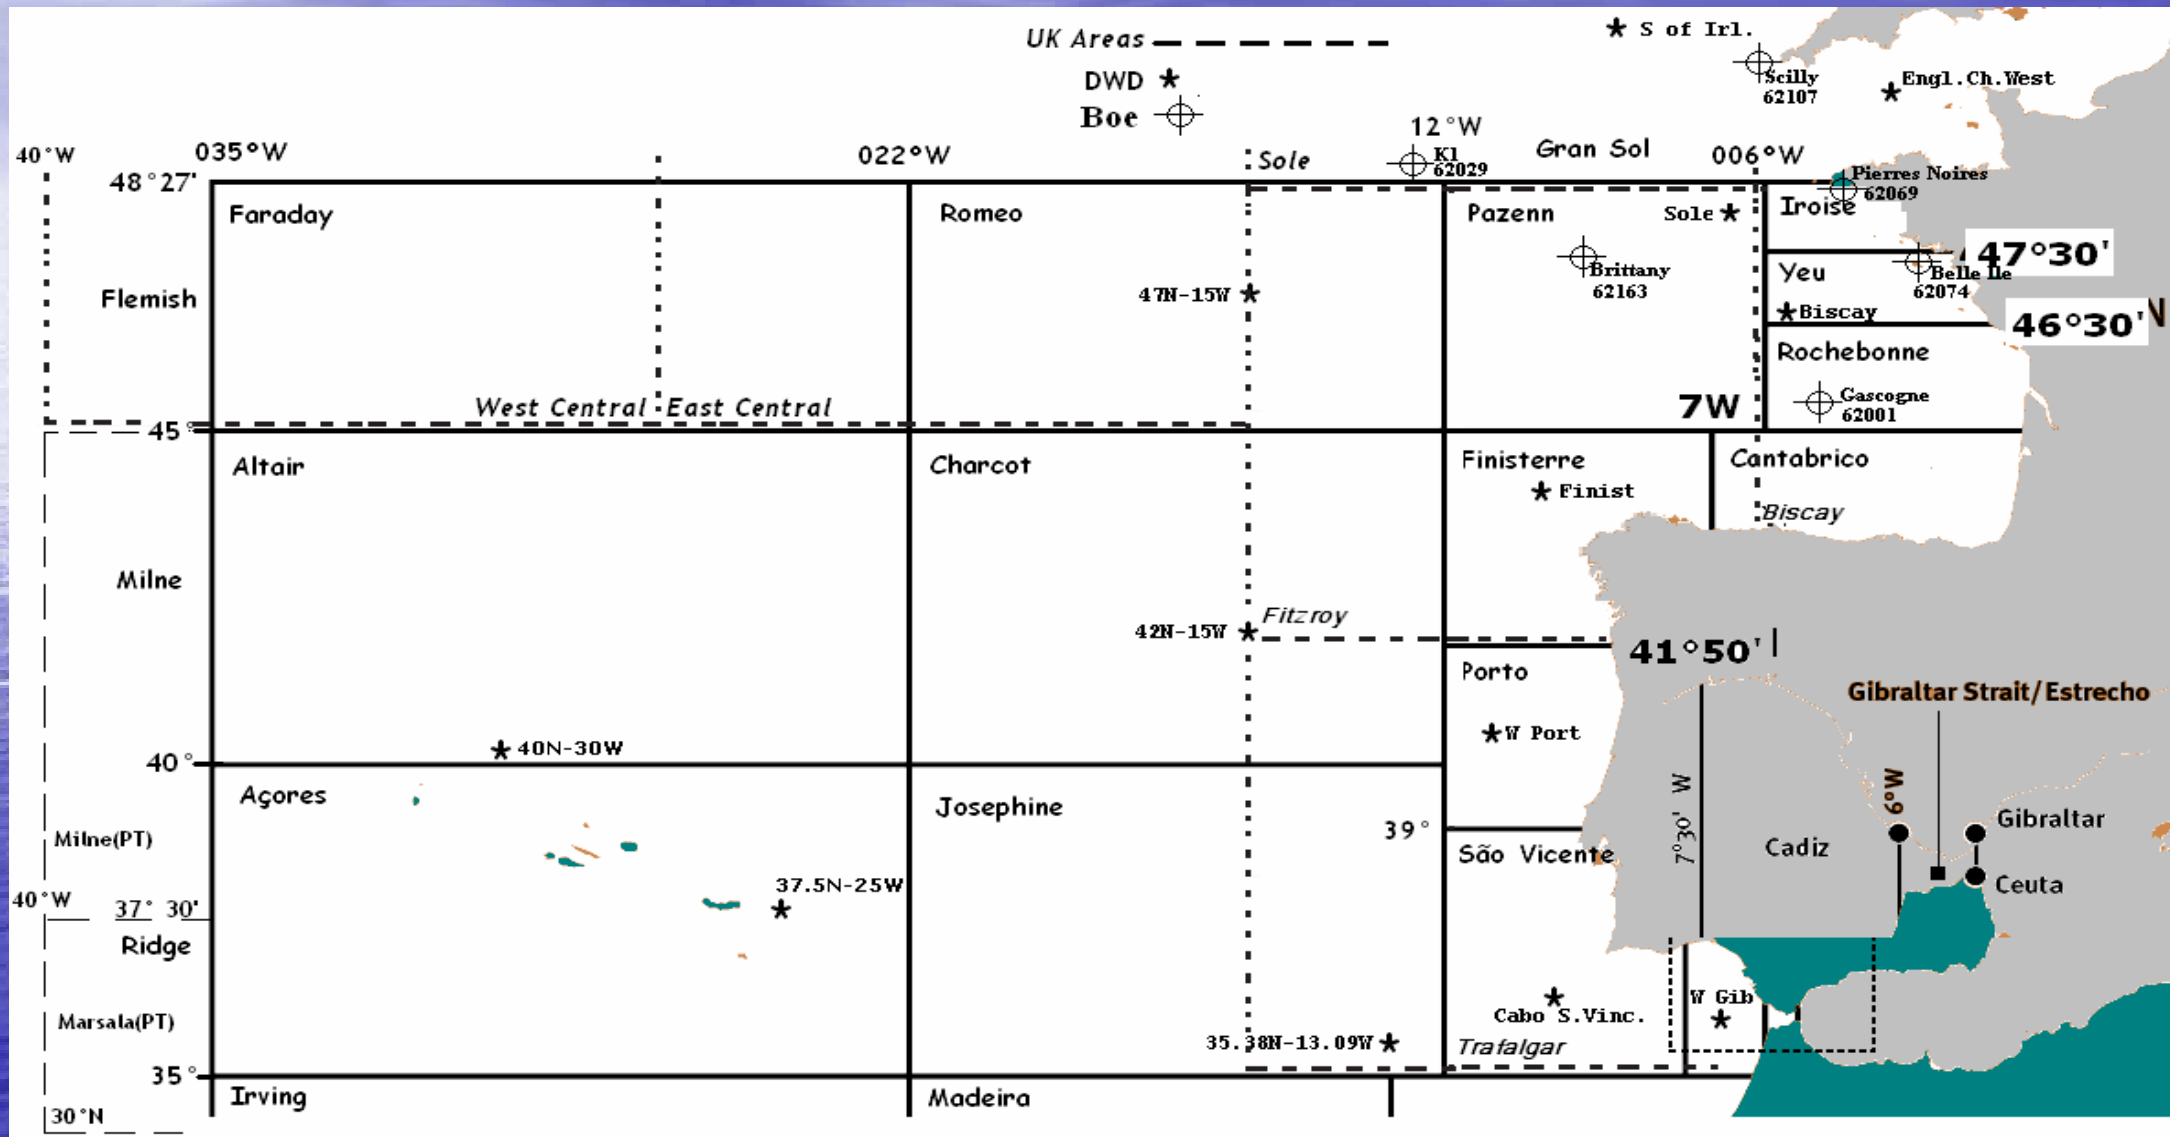 UK Areas
DWD
Boe
S of Irl.
Scilly
62107
Engl.Ch.West
40°W
035°W
022°W
12°W
Sole
K1
62029
Gran Sol
006°W
48°27'
Pierres Noires
62069
Faraday
Romeo
Pazenn
Sole
Iroise
47°30'
Flemish
47N-15W
Brittany
62163
Yeu
Belle Ile
62074
Biscay
46°30'
N
Rochebonne
Gascogne
62001
West Central
East Central
7W
45°
Altair
Charcot
Finisterre
Cantabrico
Finist
Biscay
Milne
42N-15W
Fitzroy
41°50'
Porto
W Port
Gibraltar Strait/Estrecho
40N-30W
40°
Açores
Josephine
39°
7°30' W
6°W
Cadiz
Gibraltar
Ceuta
Milne(PT)
São Vicente
40°W
37° 30'
37.5N-25W
Ridge
Marsala(PT)
W Gib
Cabo S.Vinc.
35.38N-13.09W
Trafalgar
35°
Irving
Madeira
30°N